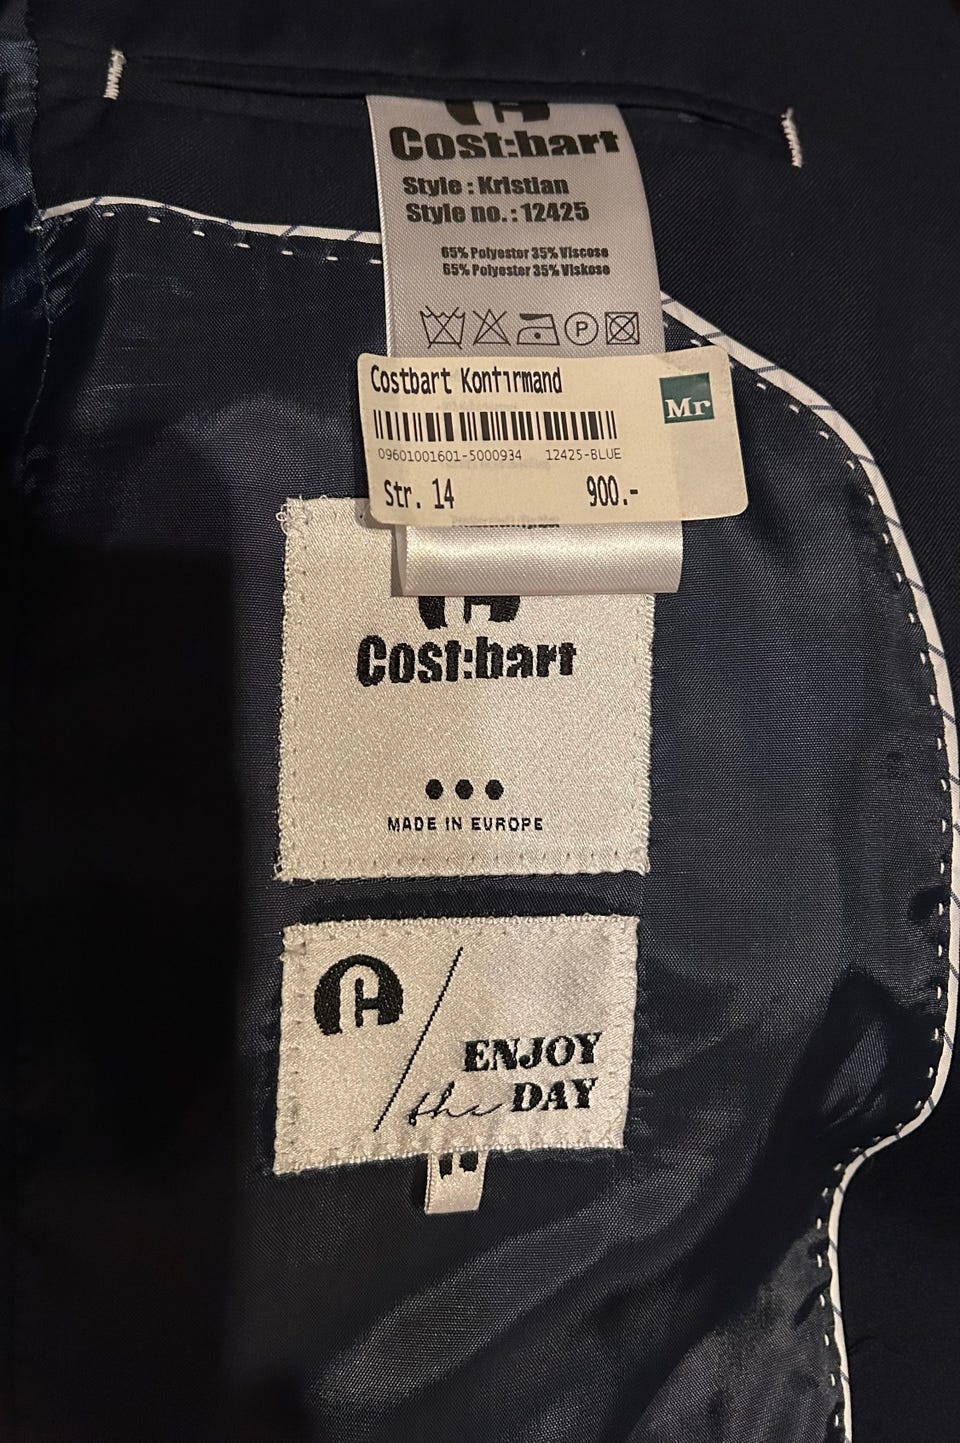 Cost:bart
Style : Kristian
Style no. : 12425
65% Polyester 35% Viscose
65% Polyester 35% Viskose
P
Costbart Konfirmand
Mr
09601001601-5000934 12425-BLUE
Str. 14
900.-
Cost:bart
MADE IN EUROPE
ENJOY
the DAY